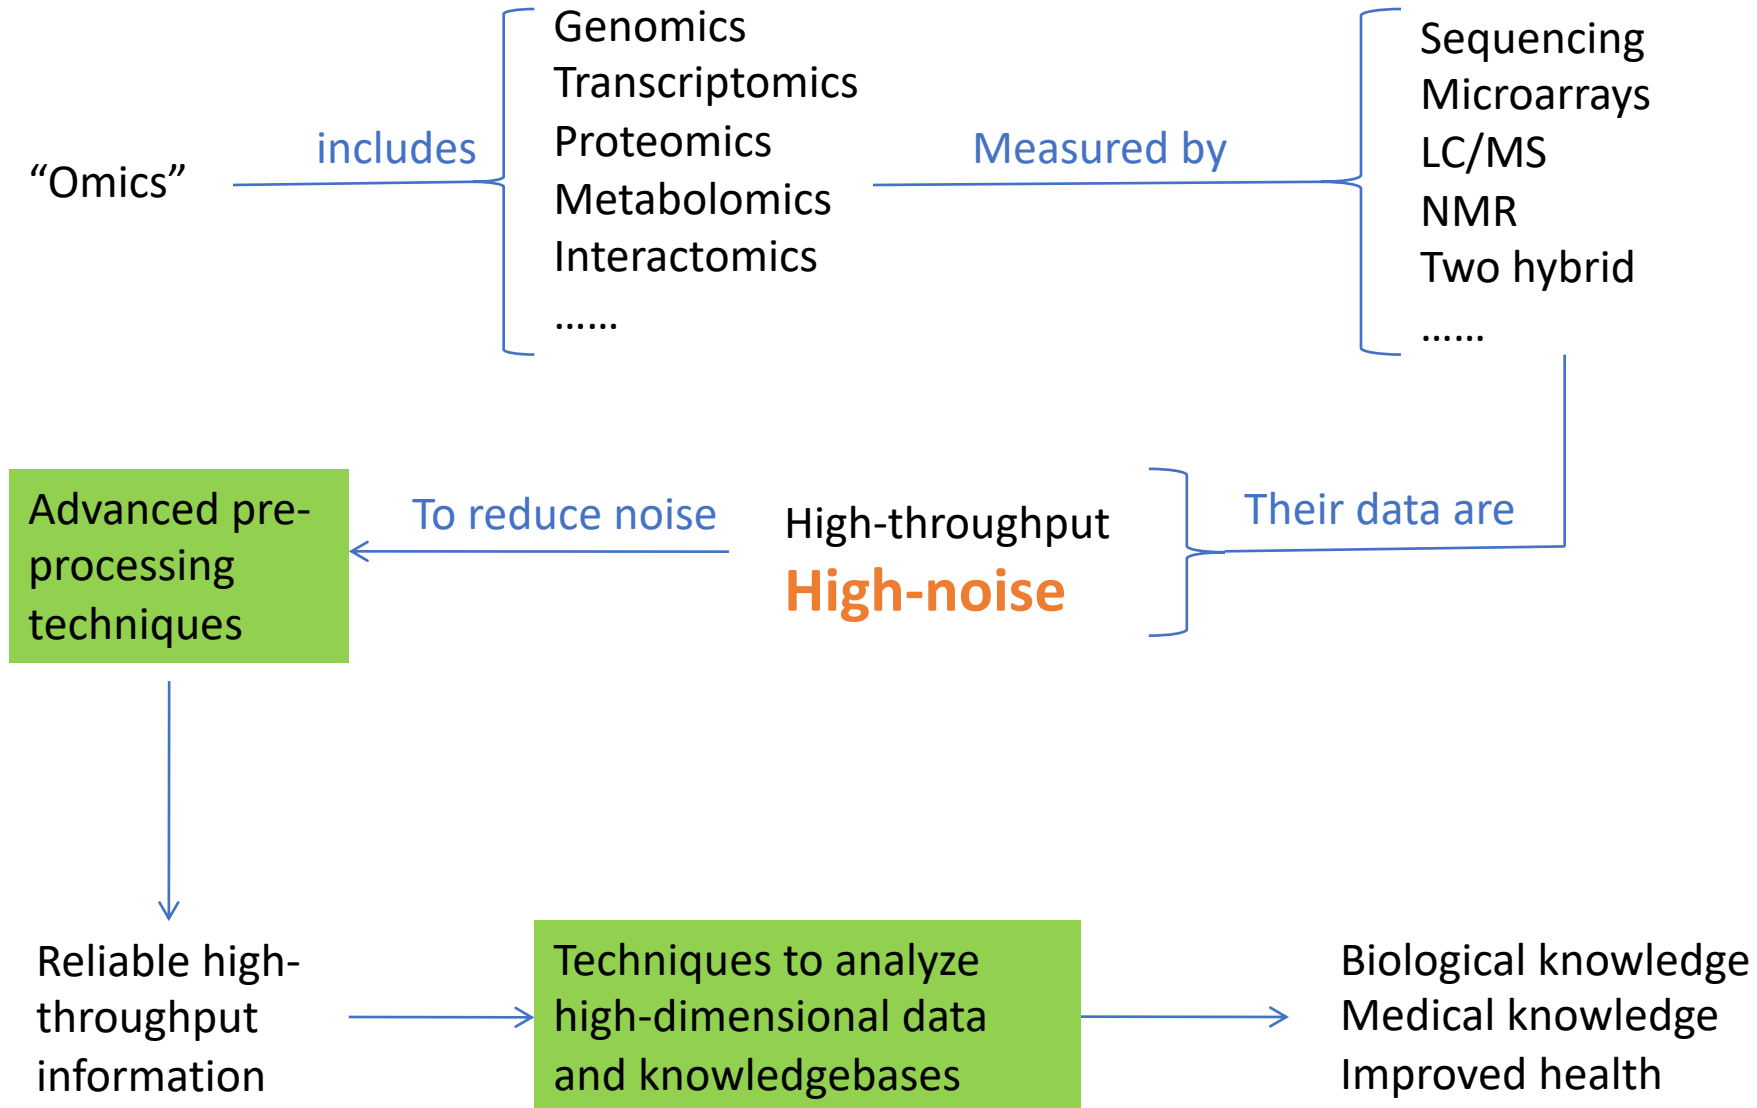 “Omics”
includes
Genomics
Transcriptomics
Proteomics
Metabolomics
Interactomics
……
Measured by
Sequencing
Microarrays
LC/MS
NMR
Two hybrid
……
Their data are
High-throughput
High-noise
To reduce noise
Advanced pre-
processing
techniques
Reliable high-
throughput
information
Techniques to analyze
high-dimensional data
and knowledgebases
Biological knowledge
Medical knowledge
Improved health